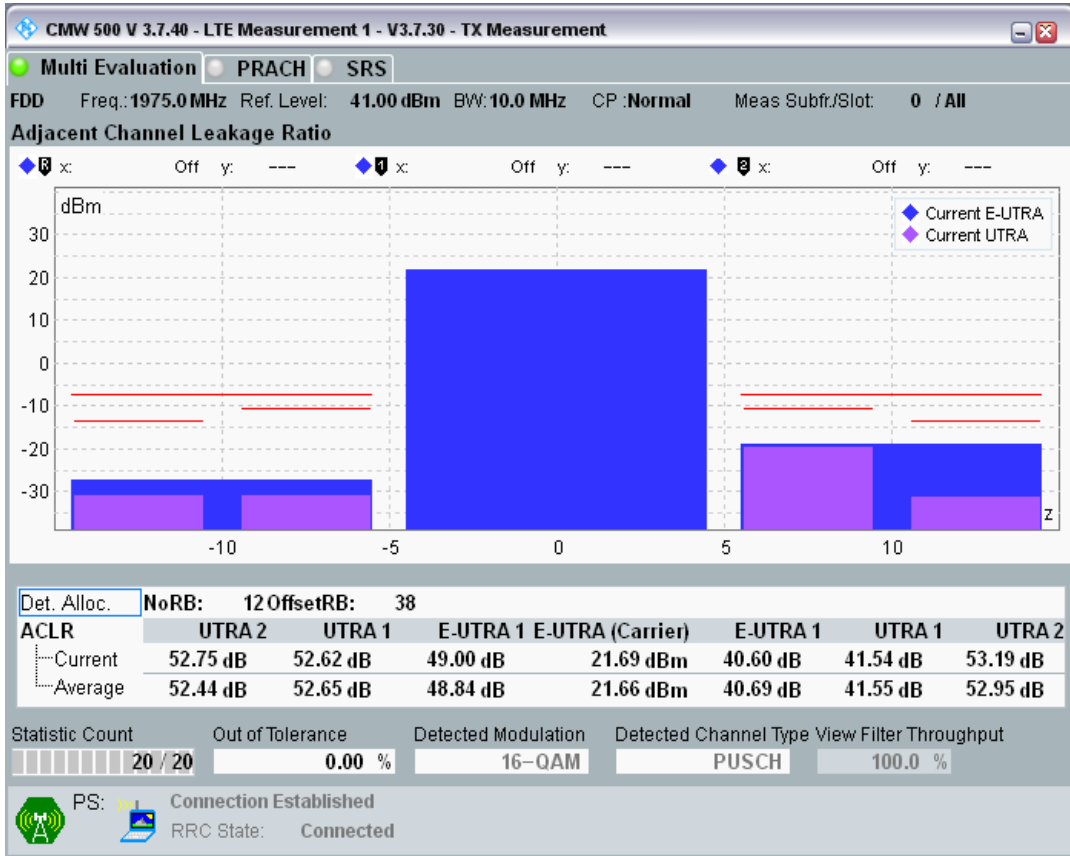 CMW 500 V 3.7.40 - LTE Measurement 1 - V3.7.30 - TX Measurement
Multi Evaluation PRACH SRS
FDD Freq.: 1975.0 MHz Ref. Level: 41.00 dBm BW: 10.0 MHz CP :Normal Meas Subfr./Slot: 0 / All
Adjacent Channel Leakage Ratio
R x: Off y: --- 1 x: Off y: --- 2 x: Off y: ---
dBm
Current E-UTRA
Current UTRA
30
20
10
0
-10
-20
-30
z
-10 -5 0 5 10
Det. Alloc. NoRB: 12 OffsetRB: 38
ACLR UTRA 2 UTRA 1 E-UTRA 1 E-UTRA (Carrier) E-UTRA 1 UTRA 1 UTRA 2
Current 52.75 dB 52.62 dB 49.00 dB 21.69 dBm 40.60 dB 41.54 dB 53.19 dB
Average 52.44 dB 52.65 dB 48.84 dB 21.66 dBm 40.69 dB 41.55 dB 52.95 dB
Statistic Count Out of Tolerance Detected Modulation Detected Channel Type View Filter Throughput
20 / 20 0.00 % 16-QAM PUSCH 100.0 %
PS: Connection Established
RRC State: Connected